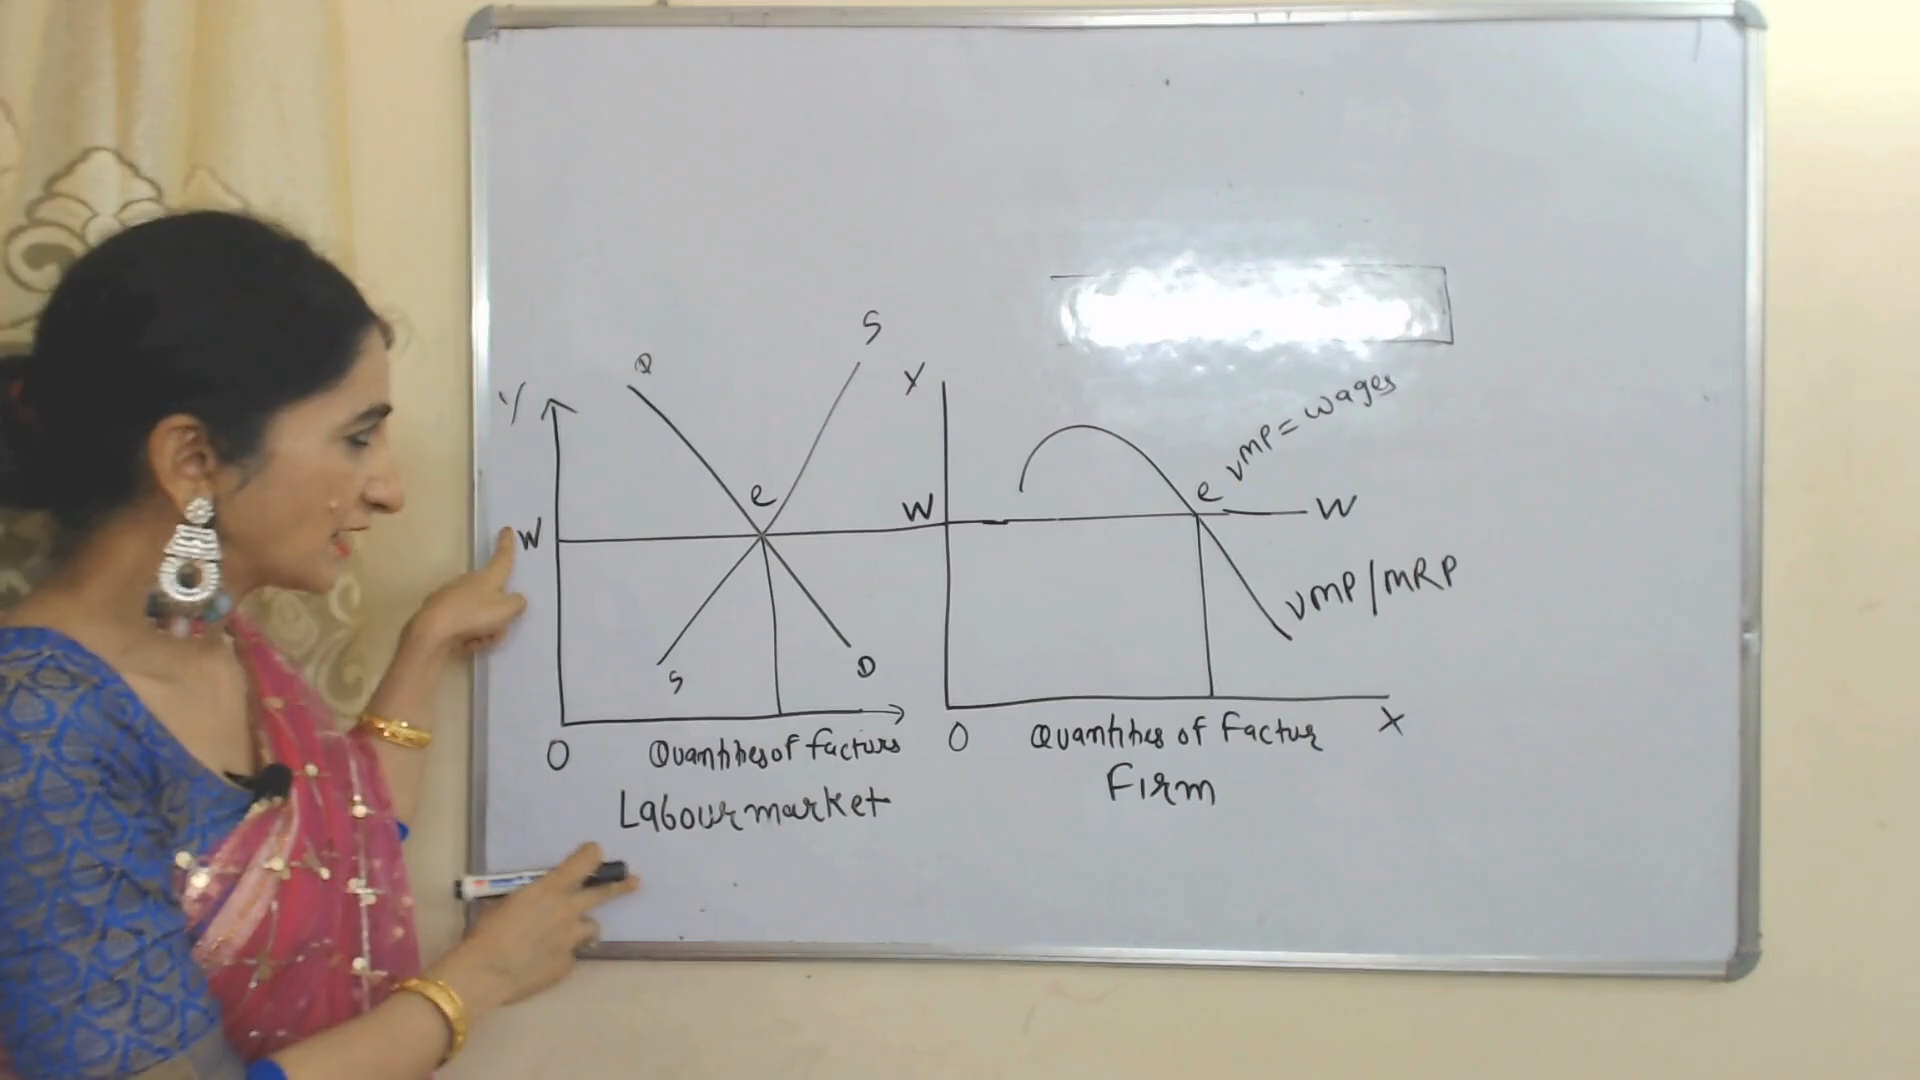 Y
D
S
W
e
S
D
O
Quantities of factors
Labour market
Y
W
e
VMP = wages
W
VMP/MRP
O
Quantities of Factor
X
Firm